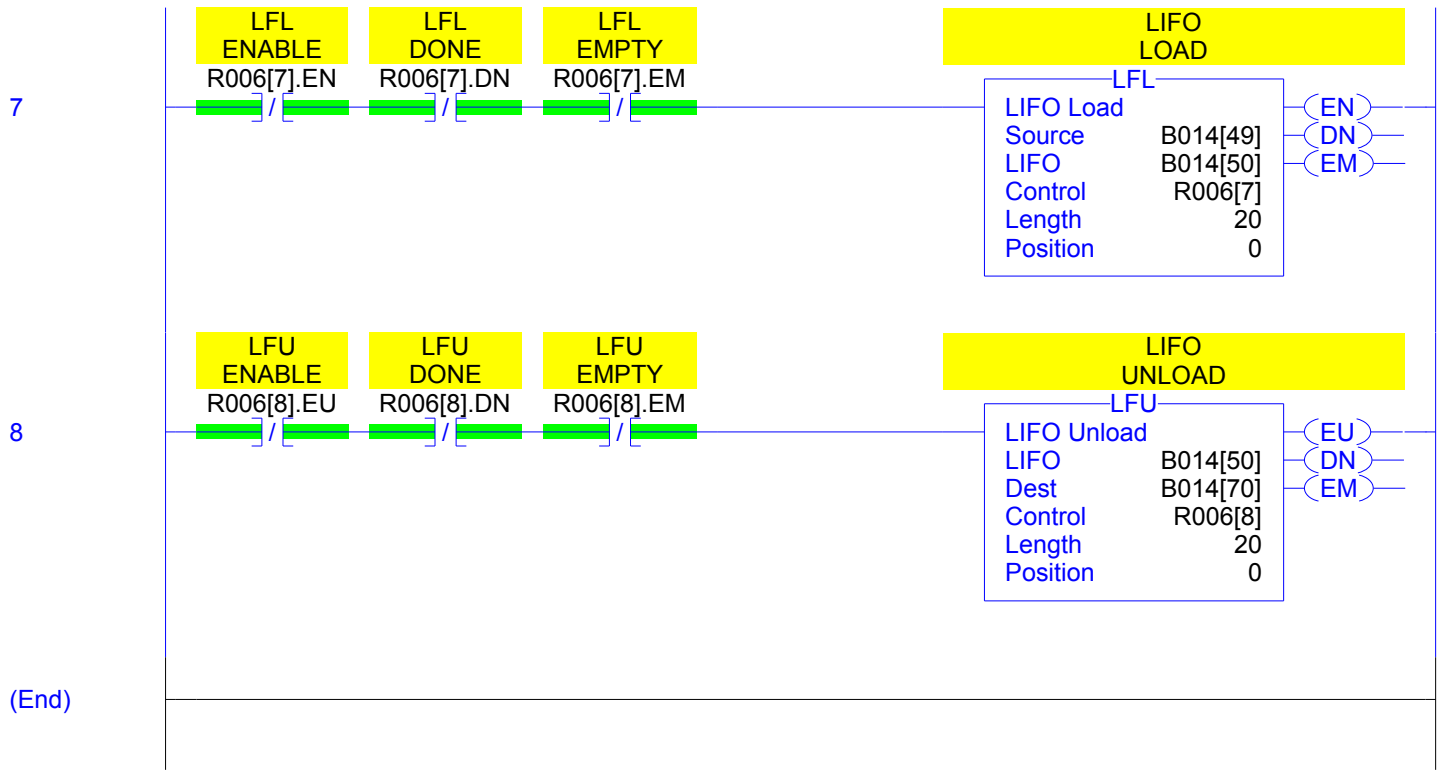 LFL ENABLE
LFL DONE
LFL EMPTY
LIFO LOAD
R006[7].EN R006[7].DN R006[7].EM
LFL
7
LIFO Load
Source B014[49]
LIFO B014[50]
Control R006[7]
Length 20
Position 0
EN
DN
EM
LFU ENABLE
LFU DONE
LFU EMPTY
LIFO UNLOAD
R006[8].EU R006[8].DN R006[8].EM
LFU
8
LIFO Unload
LIFO B014[50]
Dest B014[70]
Control R006[8]
Length 20
Position 0
EU
DN
EM
(End)